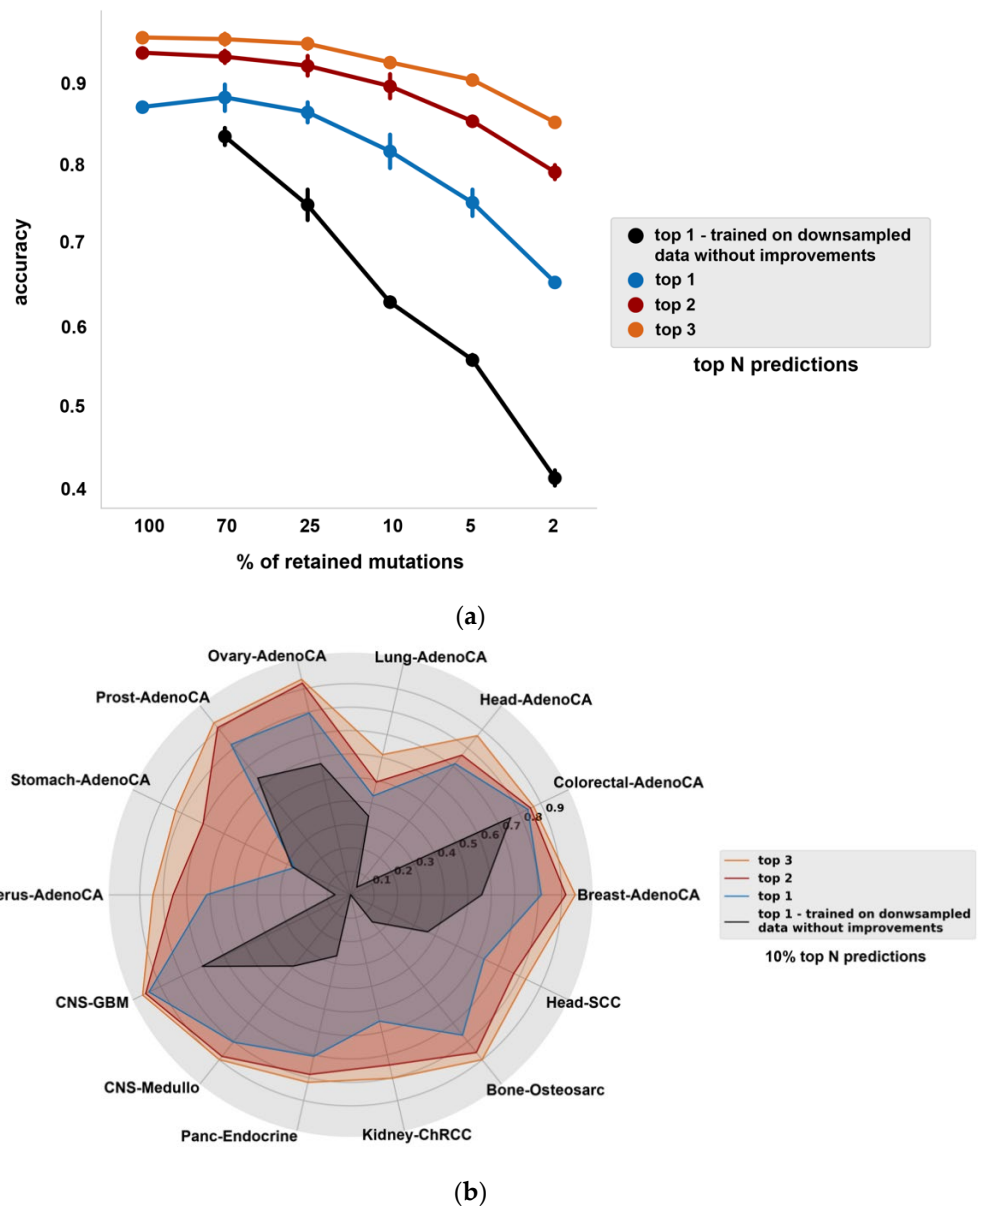 0.9
0.8
0.7
0.6
0.5
0.4
accuracy
100 70 25 10 5 2
% of retained mutations
top 1 - trained on downsampled
data without improvements
top 1
top 2
top 3
top N predictions
(a)
Ovary-AdenoCA
Lung-AdenoCA
Prost-AdenoCA
Head-AdenoCA
Stomach-AdenoCA
Colorectal-AdenoCA
0.9
0.8
0.7
0.6
0.5
0.4
0.3
0.2
0.1
erus-AdenoCA
Breast-AdenoCA
CNS-GBM
Head-SCC
CNS-Medullo
Bone-Osteosarc
Panc-Endocrine
Kidney-ChRCC
top 3
top 2
top 1
top 1 - trained on donwsampled
data without improvements
10% top N predictions
(b)